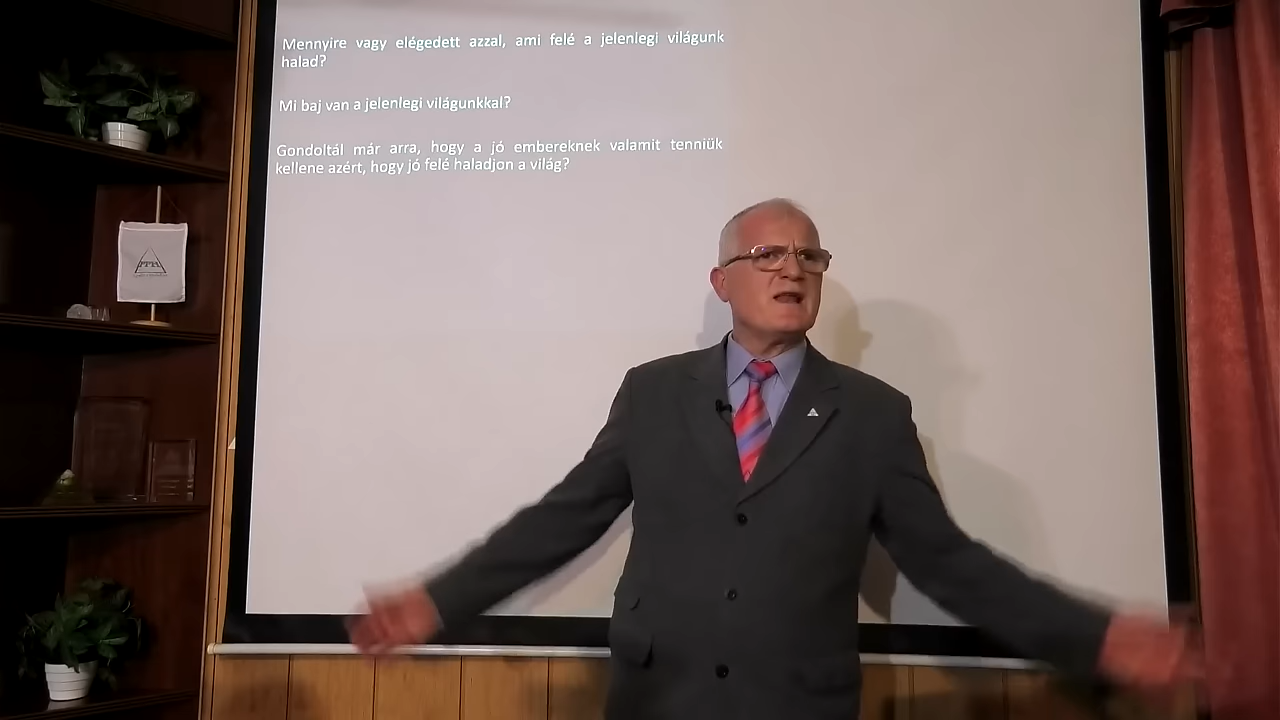 Mennyire vagy elégedett azzal, ami felé a jelenlegi világunk
halad?
Mi baj van a jelenlegi világunkkal?
Gondoltál már arra, hogy a jó embereknek valamit tenniük
kellene azért, hogy jó felé haladjon a világ?